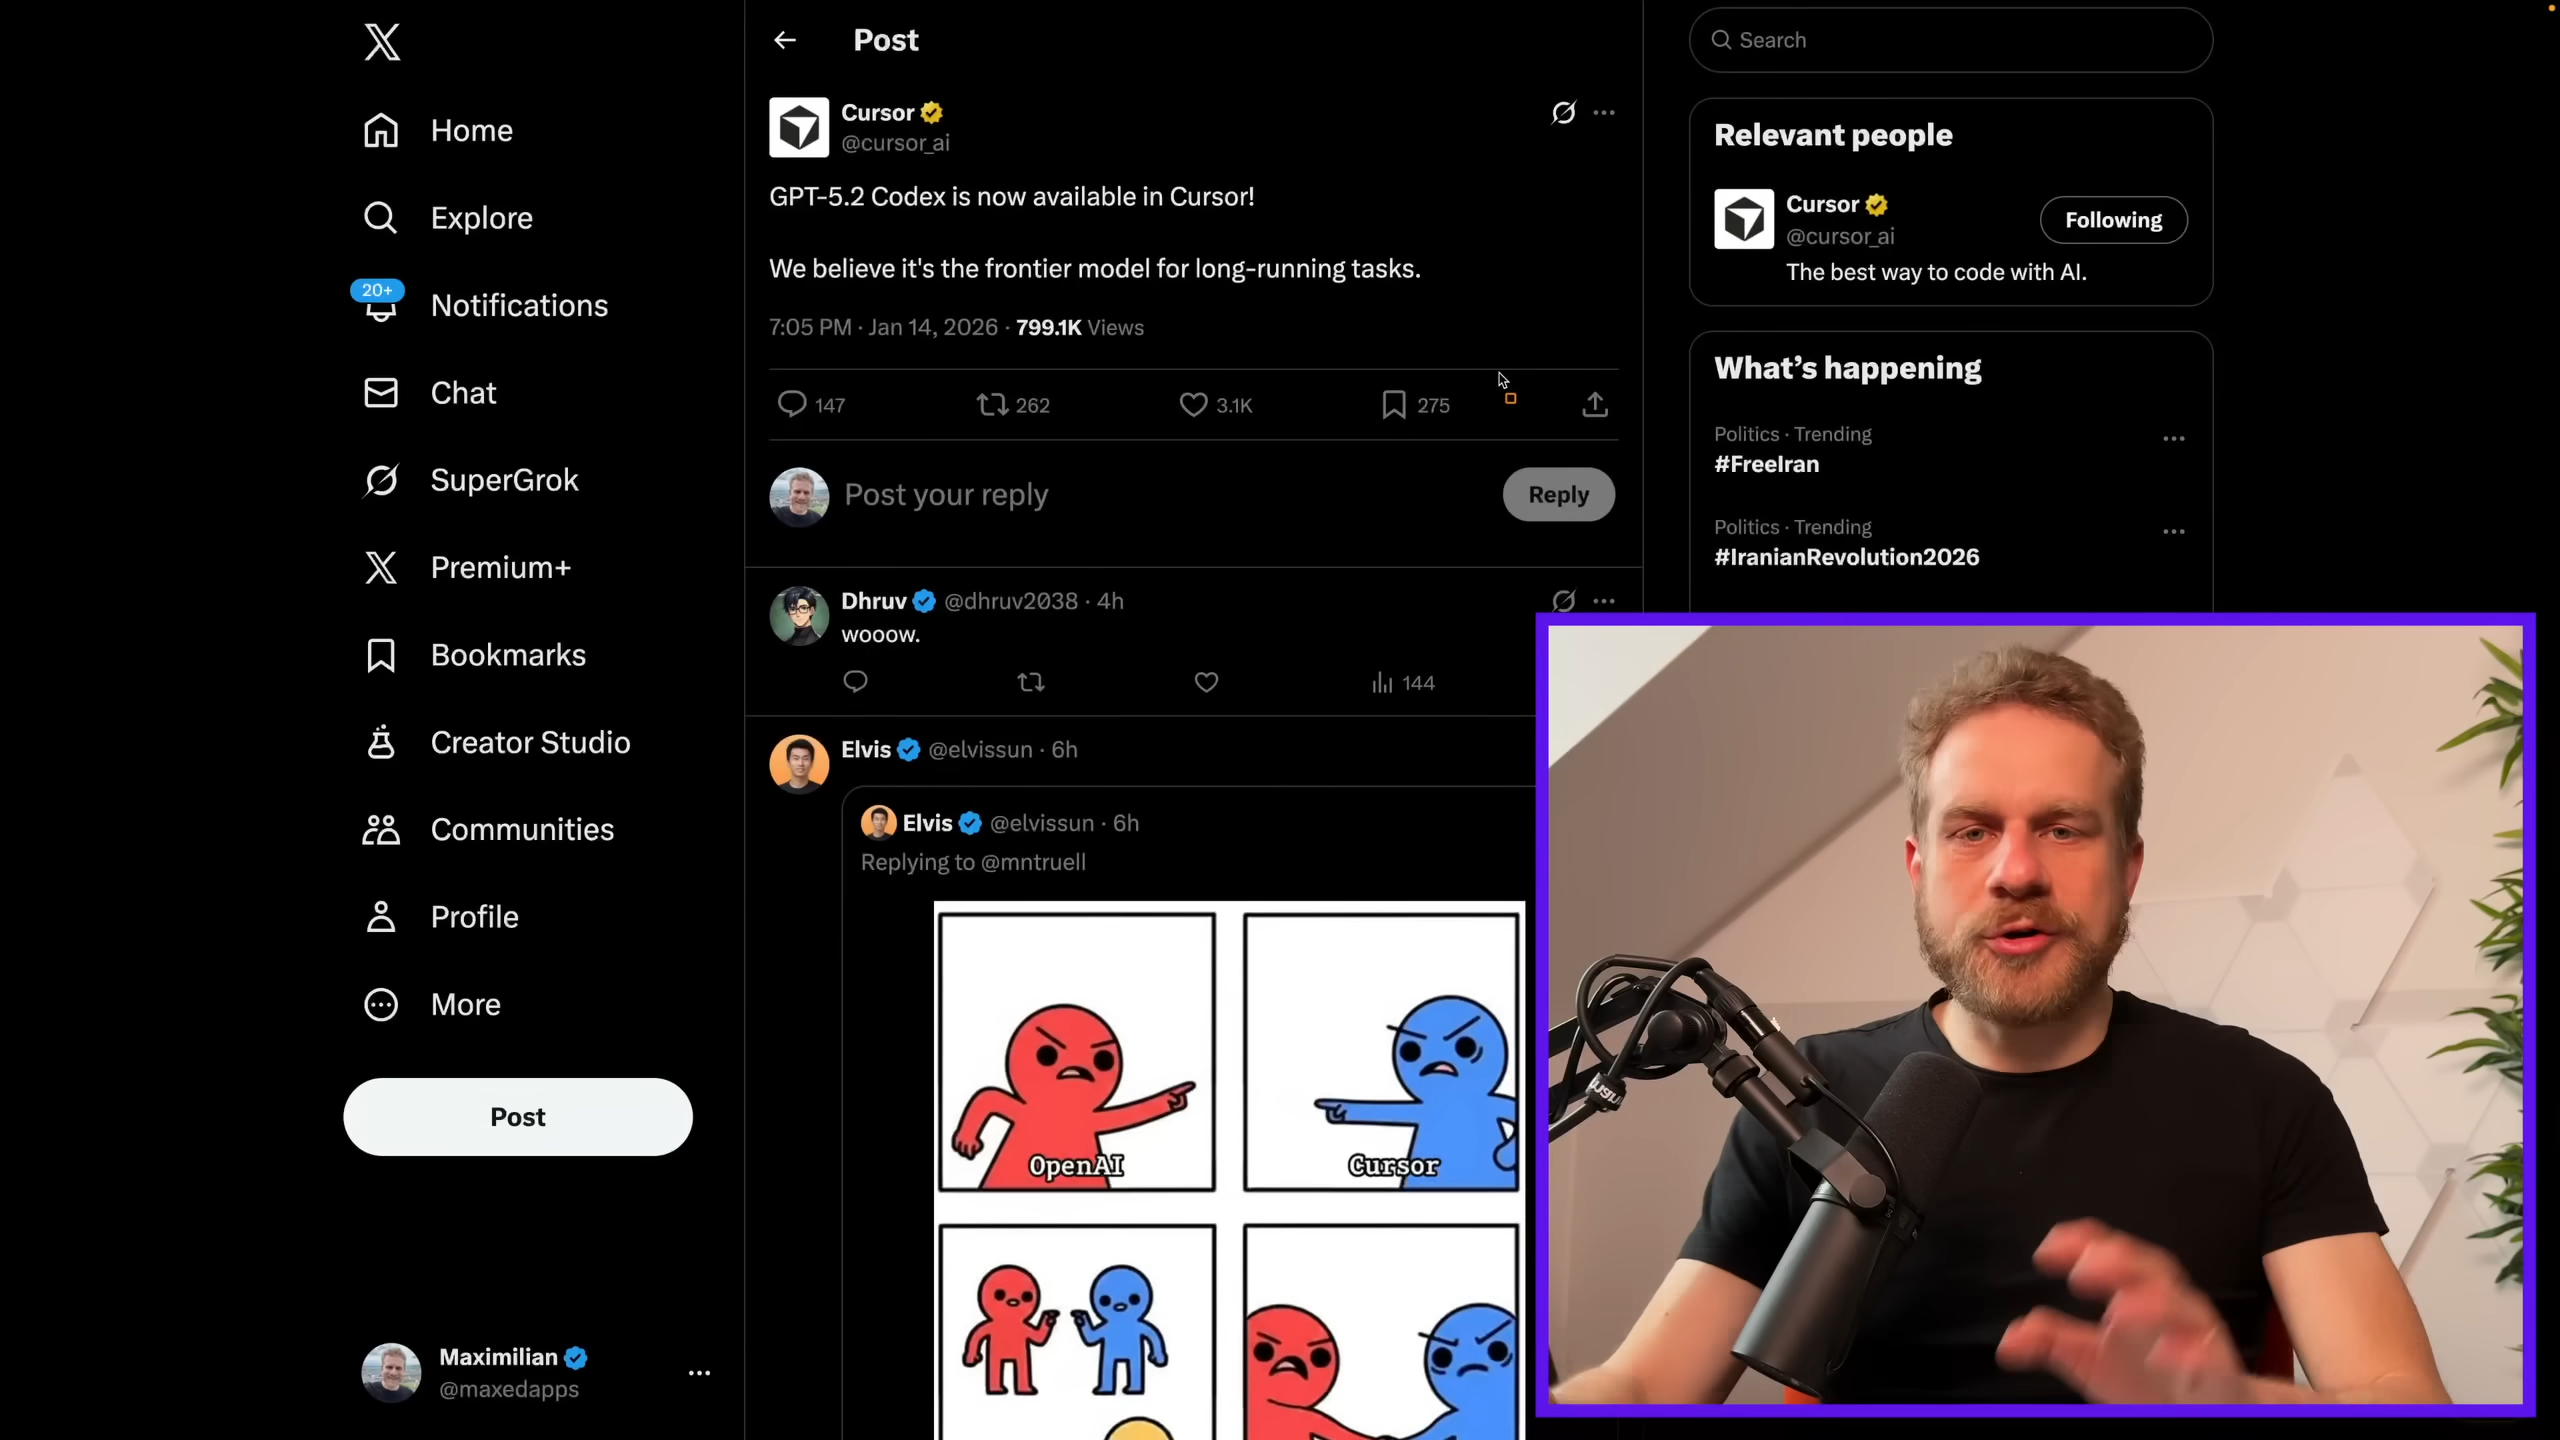 Home
Explore
20+
Notifications
Chat
SuperGrok
Premium+
Bookmarks
Creator Studio
Communities
Profile
More
Post
Maximilian
@maxedapps
Post
Cursor
@cursor_ai
GPT-5.2 Codex is now available in Cursor!
We believe it's the frontier model for long-running tasks.
7:05 PM · Jan 14, 2026 · 799.1K Views
147 262 3.1K 275
Post your reply
Reply
Dhruv @dhruv2038 · 4h
wooow.
144
Elvis @elvissun · 6h
Elvis @elvissun · 6h
Replying to @mntruell
OpenAI
Cursor
Search
Relevant people
Cursor
@cursor_ai
Following
The best way to code with AI.
What's happening
Politics · Trending
#FreeIran
Politics · Trending
#IranianRevolution2026